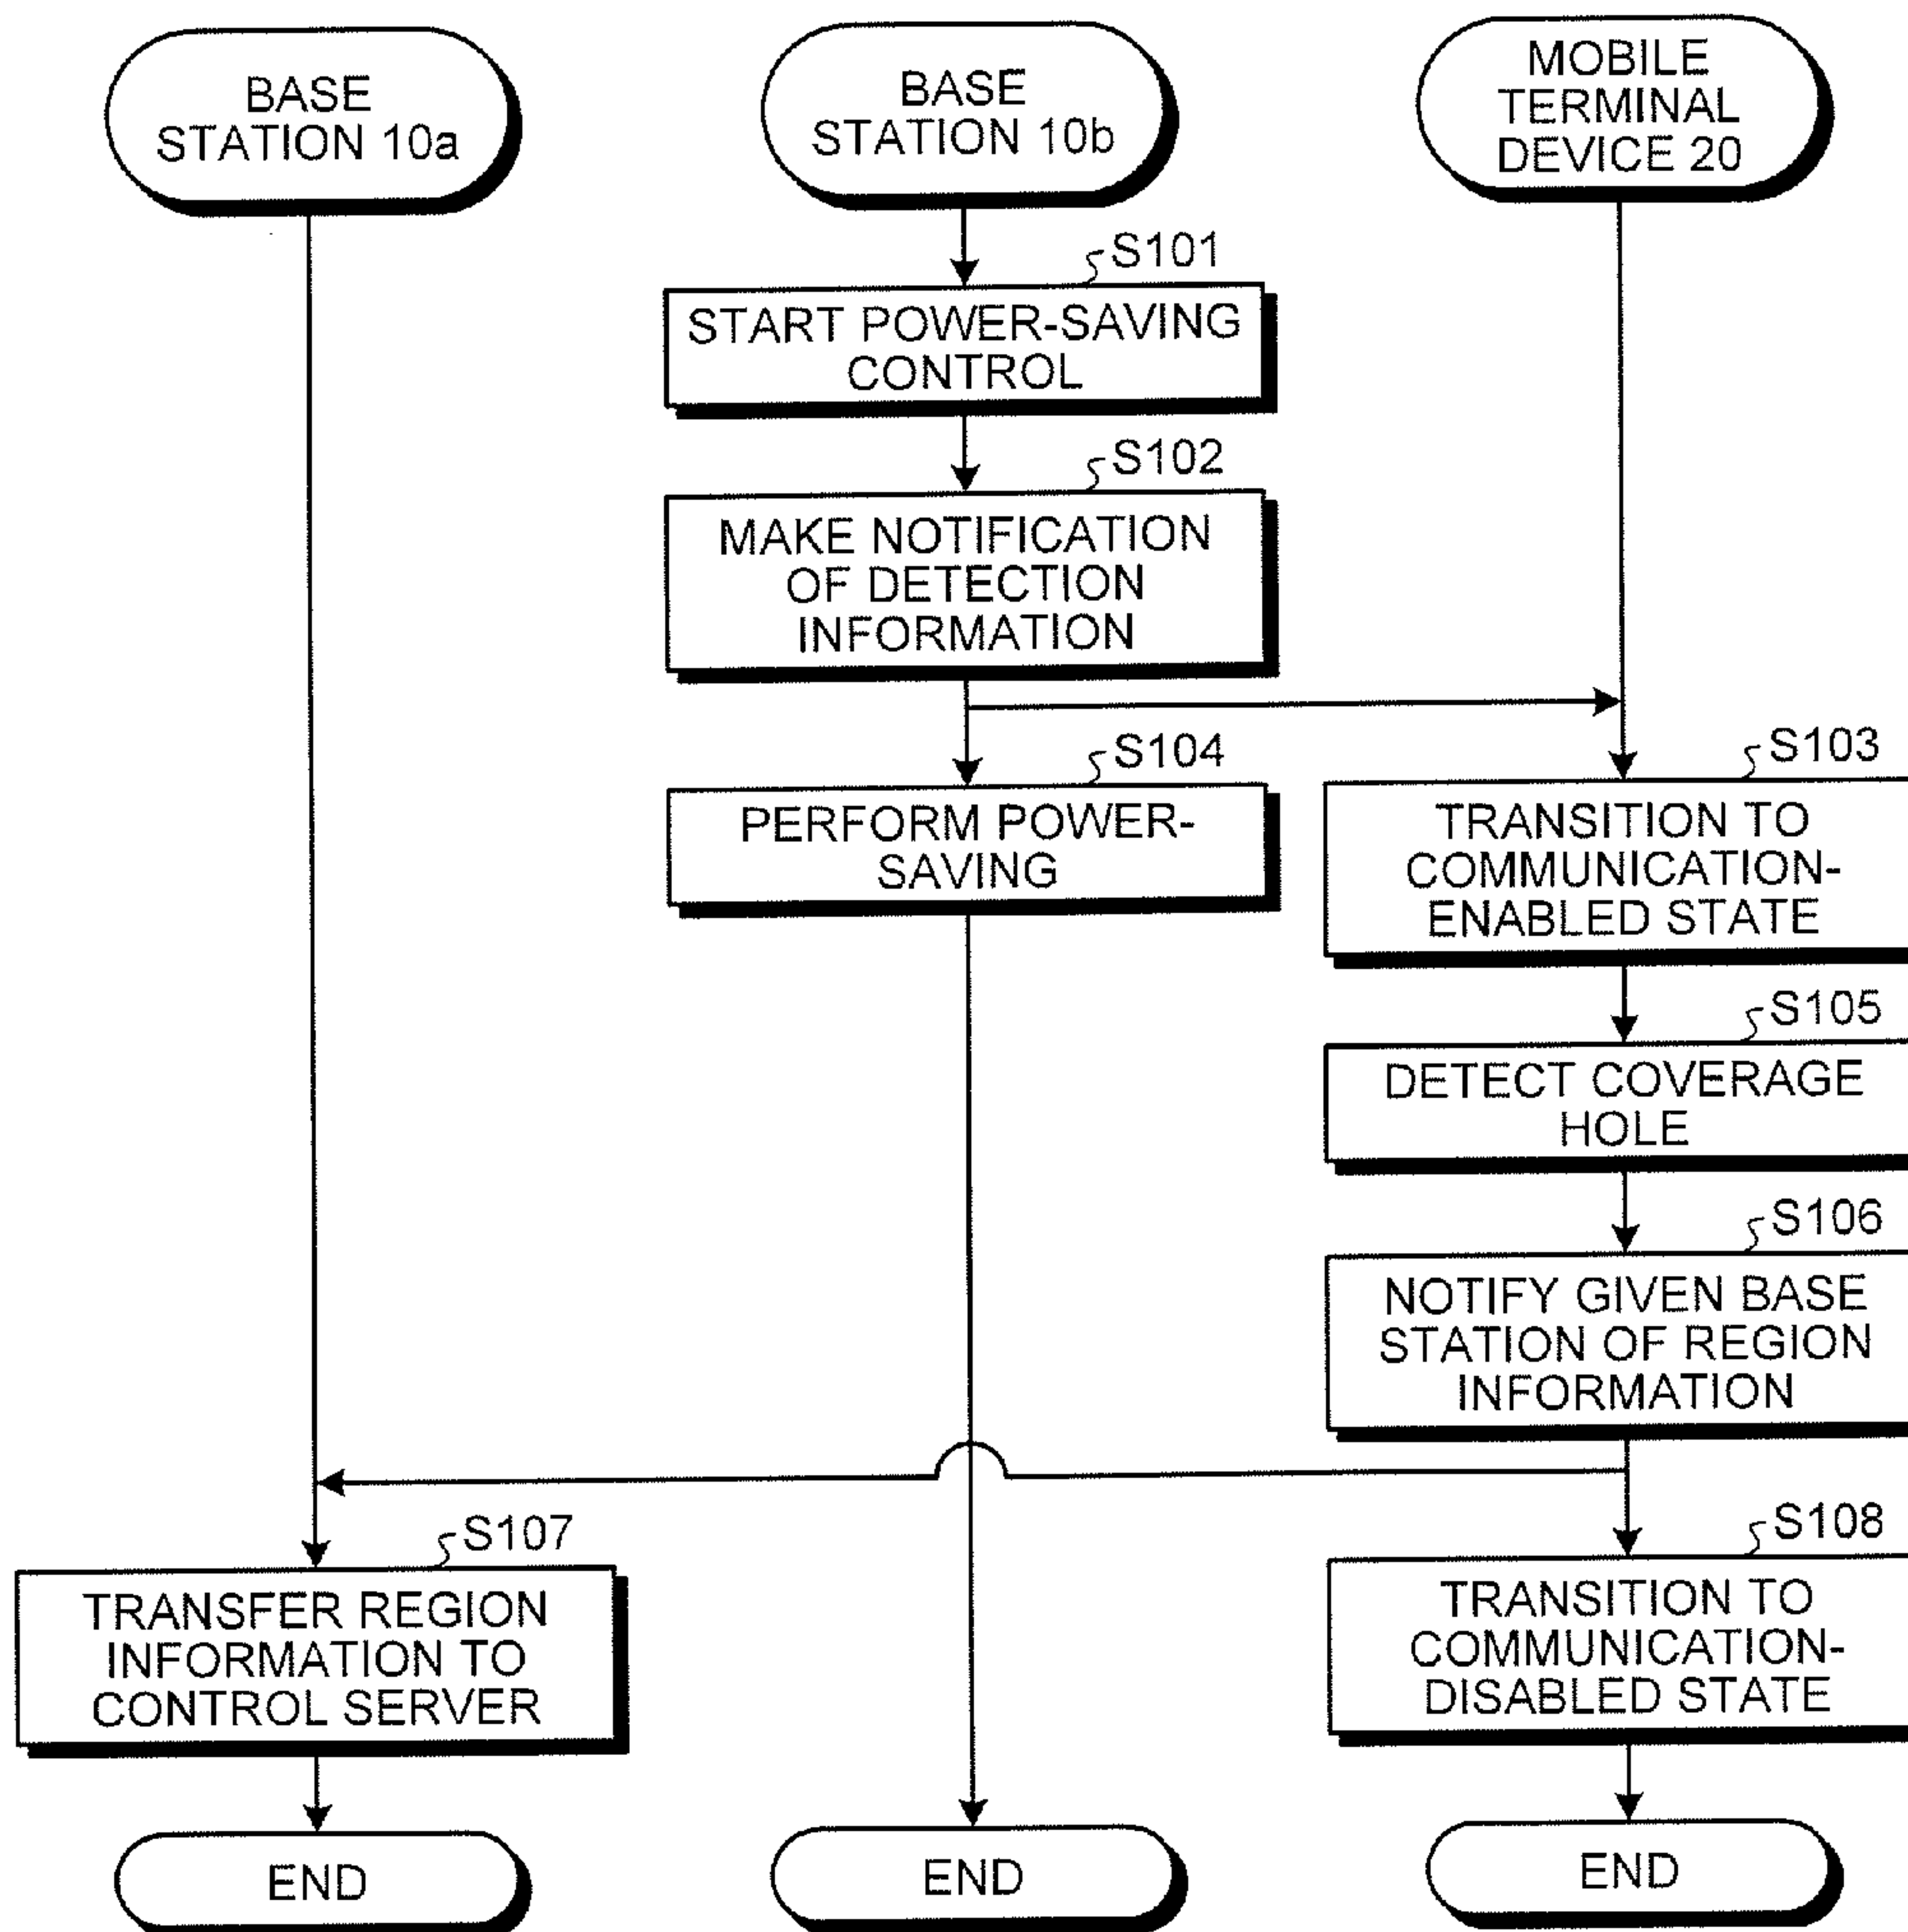 BASE
STATION 10a
BASE
STATION 10b
MOBILE
TERMINAL
DEVICE 20
S101
START POWER-SAVING
CONTROL
S102
MAKE NOTIFICATION
OF DETECTION
INFORMATION
S104
PERFORM POWER-
SAVING
S103
TRANSITION TO
COMMUNICATION-
ENABLED STATE
S105
DETECT COVERAGE
HOLE
S106
NOTIFY GIVEN BASE
STATION OF REGION
INFORMATION
S107
TRANSFER REGION
INFORMATION TO
CONTROL SERVER
S108
TRANSITION TO
COMMUNICATION-
DISABLED STATE
END
END
END